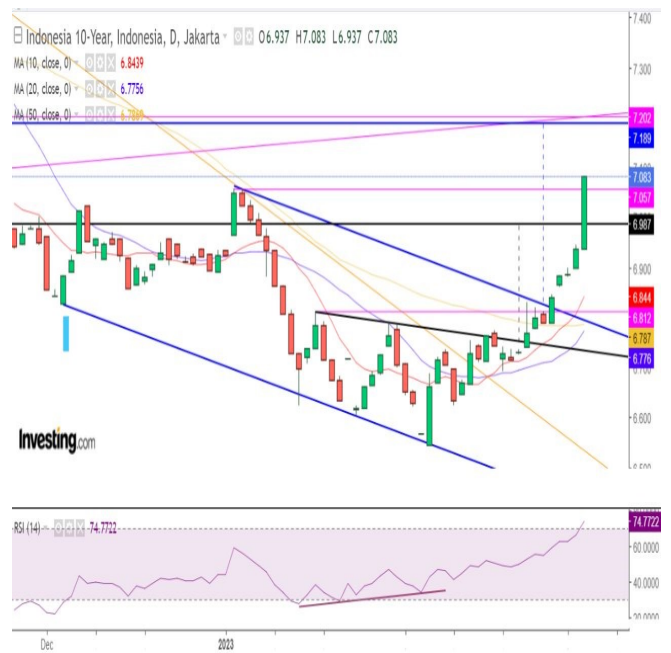 Indonesia 10-Year, Indonesia, D, Jakarta O6.937 H7.083 L6.937 C7.083
MA (10, close, 0) 6.8439
MA (20, close, 0) 6.7756
MA (50, close, 0)
7.400
7.300
7.202
7.189
7.083
7.057
6.987
6.900
6.844
6.812
6.787
6.776
6.600
Investing.com
RSI (14) 74.7722
74.7722
60.0000
40.0000
20.0000
Dec
2023